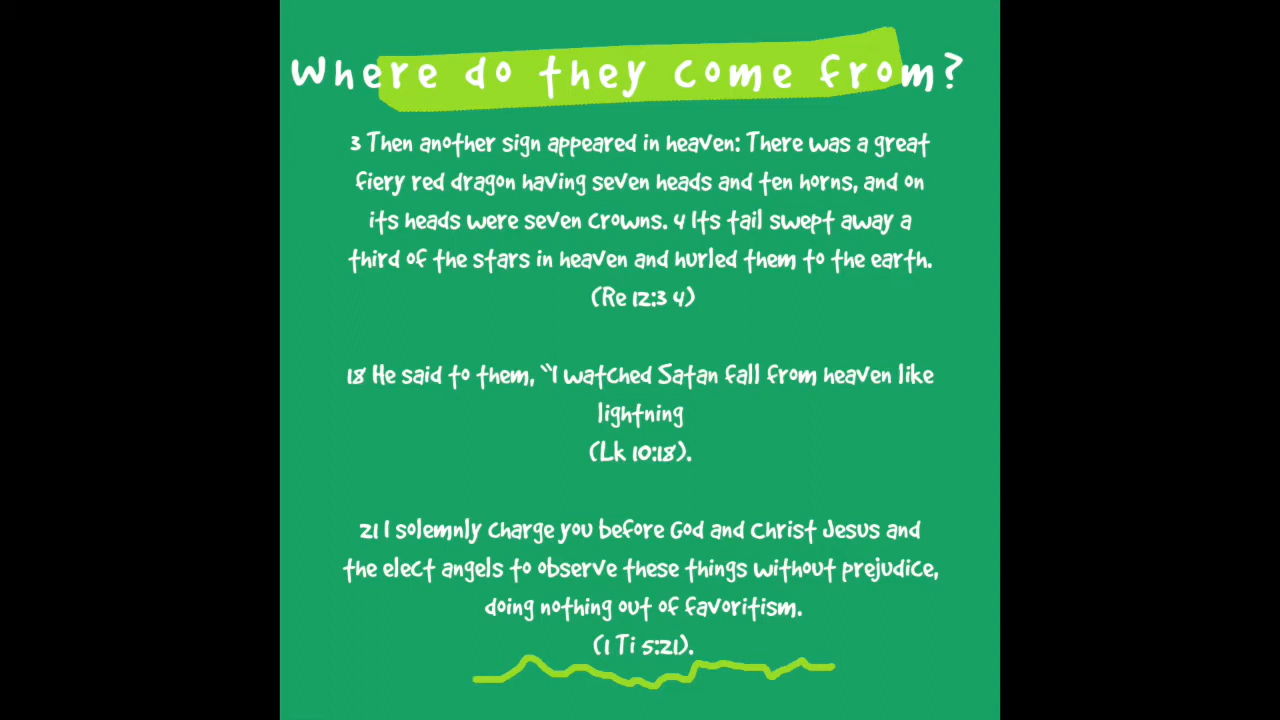 Where do they come from?
3 Then another sign appeared in heaven: There was a great
fiery red dragon having seven heads and ten horns, and on
its heads were seven crowns. 4 Its tail swept away a
third of the stars in heaven and hurled them to the earth.
(Re 12:3 4)
18 He said to them, “I watched Satan fall from heaven like
lightning
(Lk 10:18).
21 I solemnly charge you before God and Christ Jesus and
the elect angels to observe these things without prejudice,
doing nothing out of favoritism.
(1 Ti 5:21).